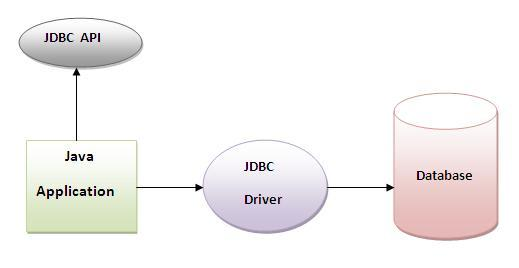 JDBC API
Java
Application
JDBC
Driver
Database